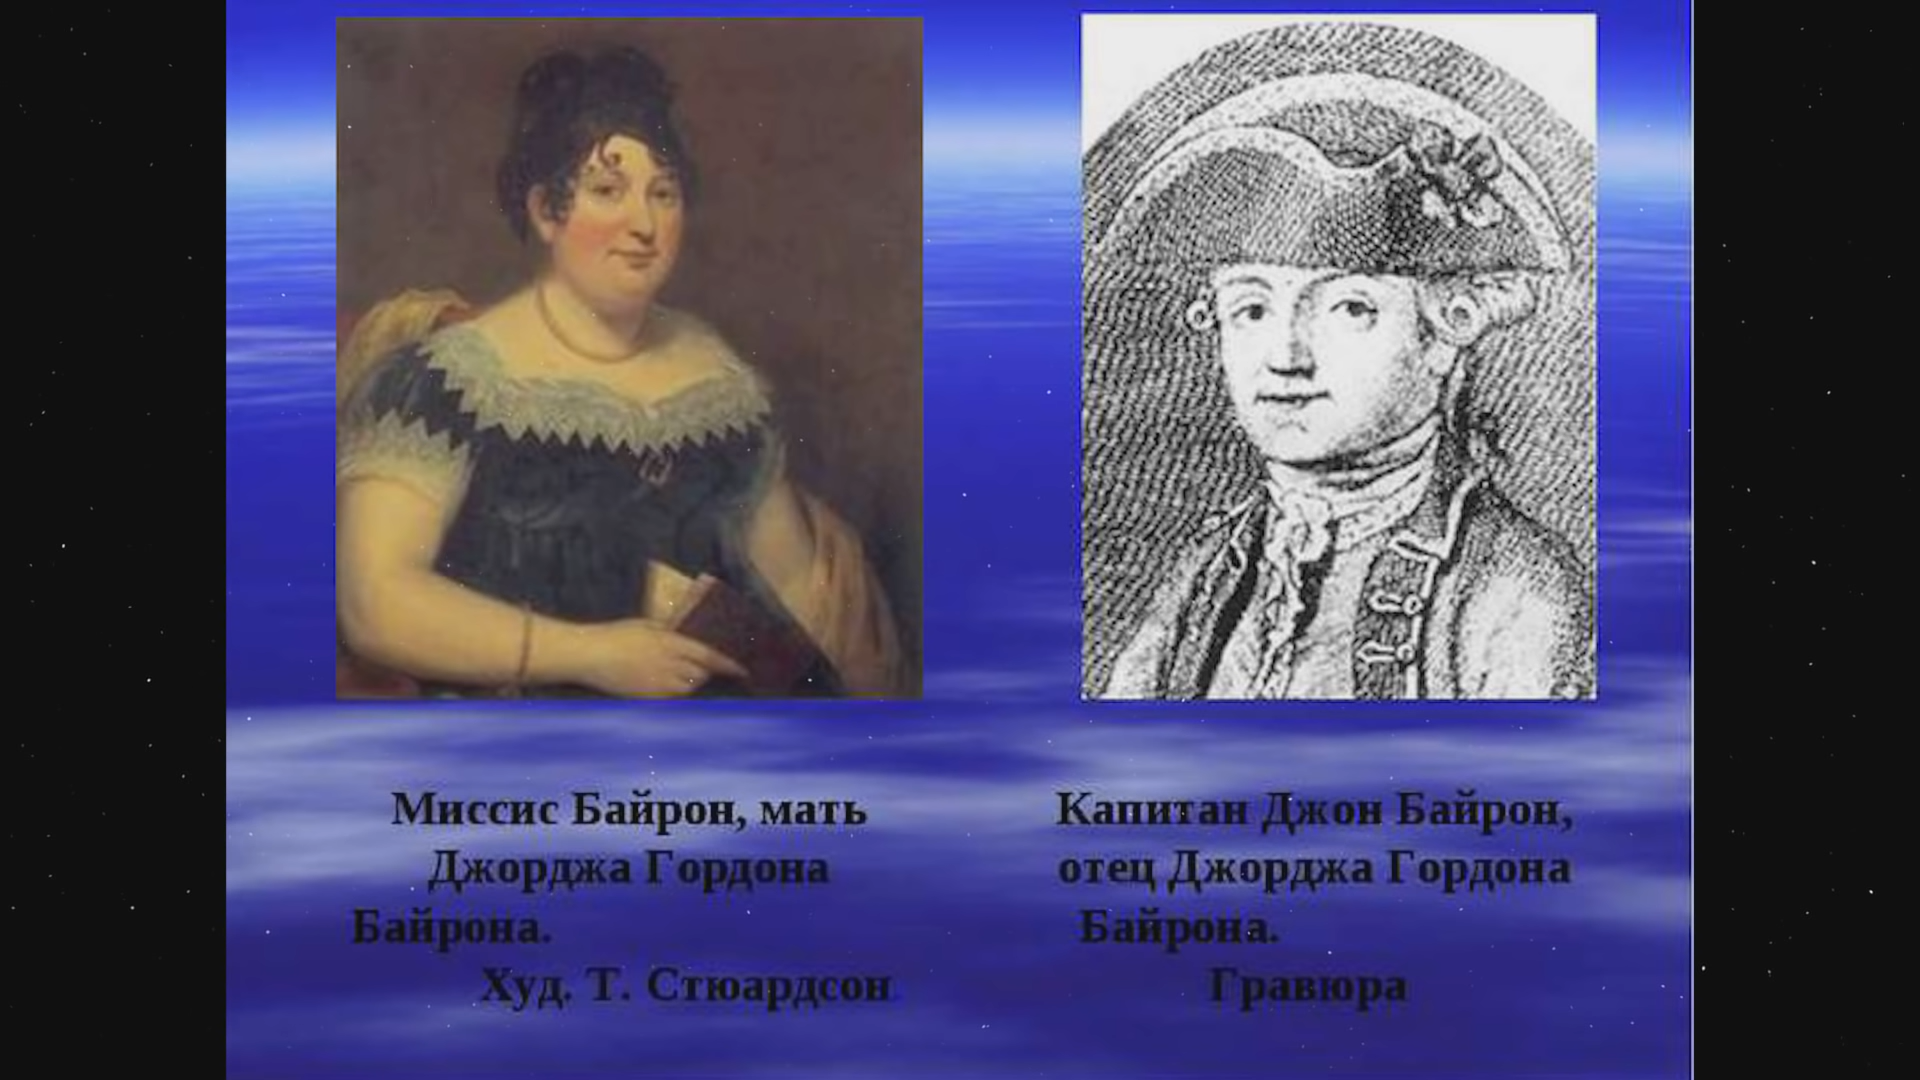 Миссис Байрон, мать
Джорджа Гордона
Байрона.
Худ. Т. Стюардсон
Капитан Джон Байрон,
отец Джорджа Гордона
Байрона.
Гравюра